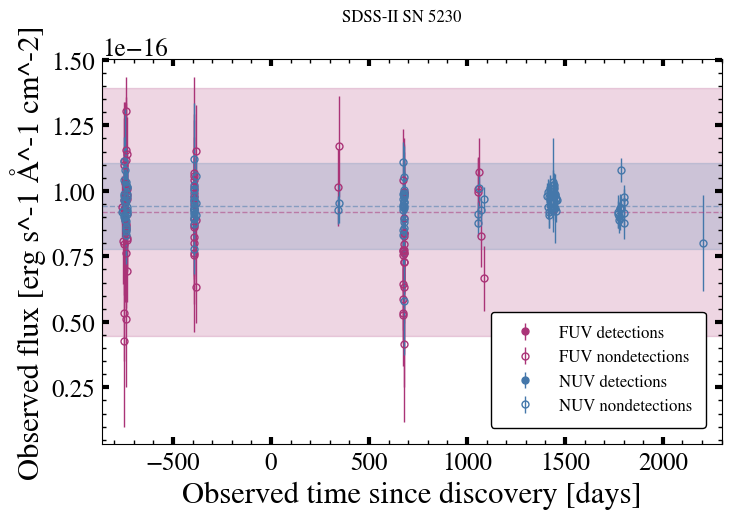 SDSS-II SN 5230
1e−16
Observed flux [erg s^-1 Å^-1 cm^-2]
1.50
1.25
1.00
0.75
0.50
0.25
FUV detections
FUV nondetections
NUV detections
NUV nondetections
−500 0 500 1000 1500 2000
Observed time since discovery [days]